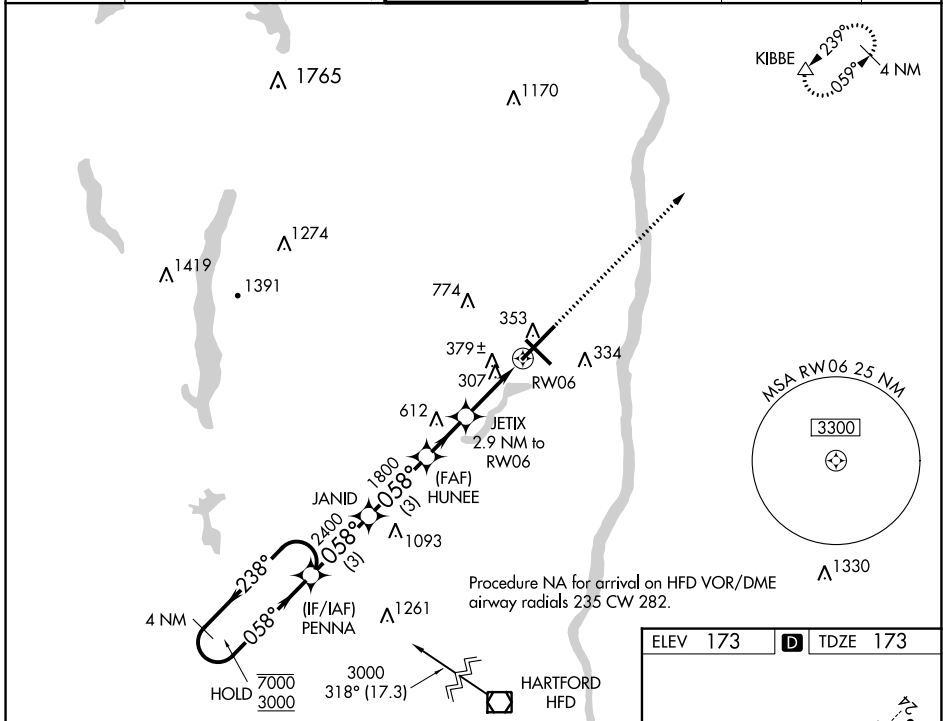 KIBBE
239°
059°
4 NM
1765
1170
1274
1419
1391
774
353
379±
334
307
RW06
MSA RW06 25 NM
3300
612
JETIX
2.9 NM to
RW06
1800
058°
(3)
(FAF)
HUNEE
JANID
2400
058°
(3)
1093
1330
238°
058°
4 NM
(IF/IAF)
PENNA
1261
Procedure NA for arrival on HFD VOR/DME
airway radials 235 CW 282.
HOLD
7000
3000
3000
318° (17.3)
HARTFORD
HFD
ELEV 173
D
TDZE 173
24